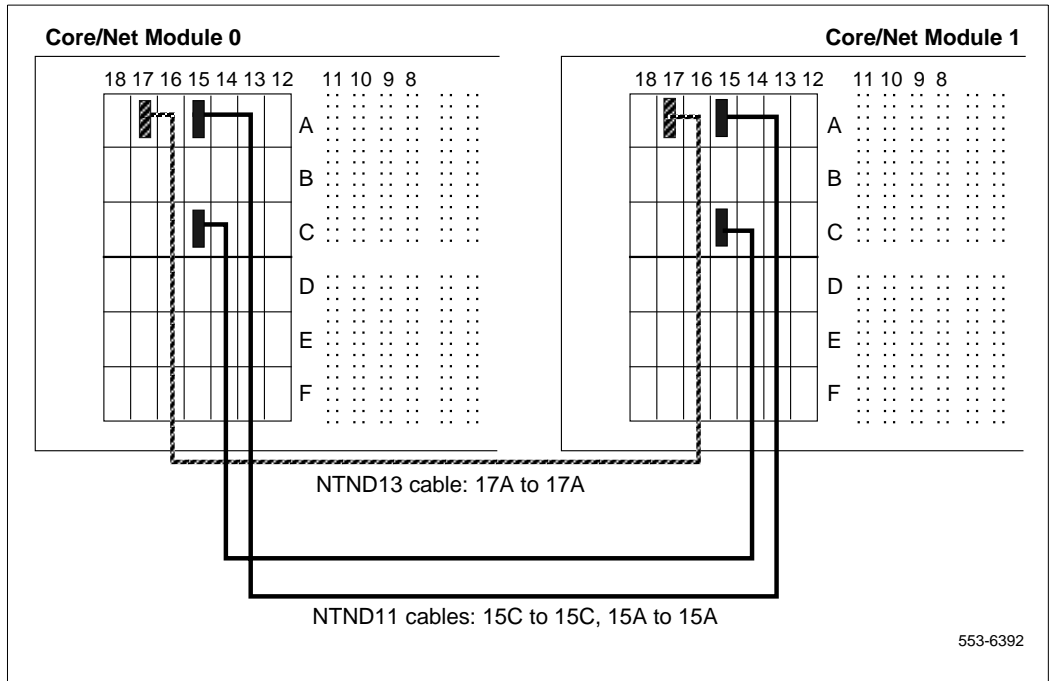 Core/Net Module 0
Core/Net Module 1
18 17 16 15 14 13 12 11 10 9 8
18 17 16 15 14 13 12 11 10 9 8
A
A
B
B
C
C
D
D
E
E
F
F
NTND13 cable: 17A to 17A
NTND11 cables: 15C to 15C, 15A to 15A
553-6392